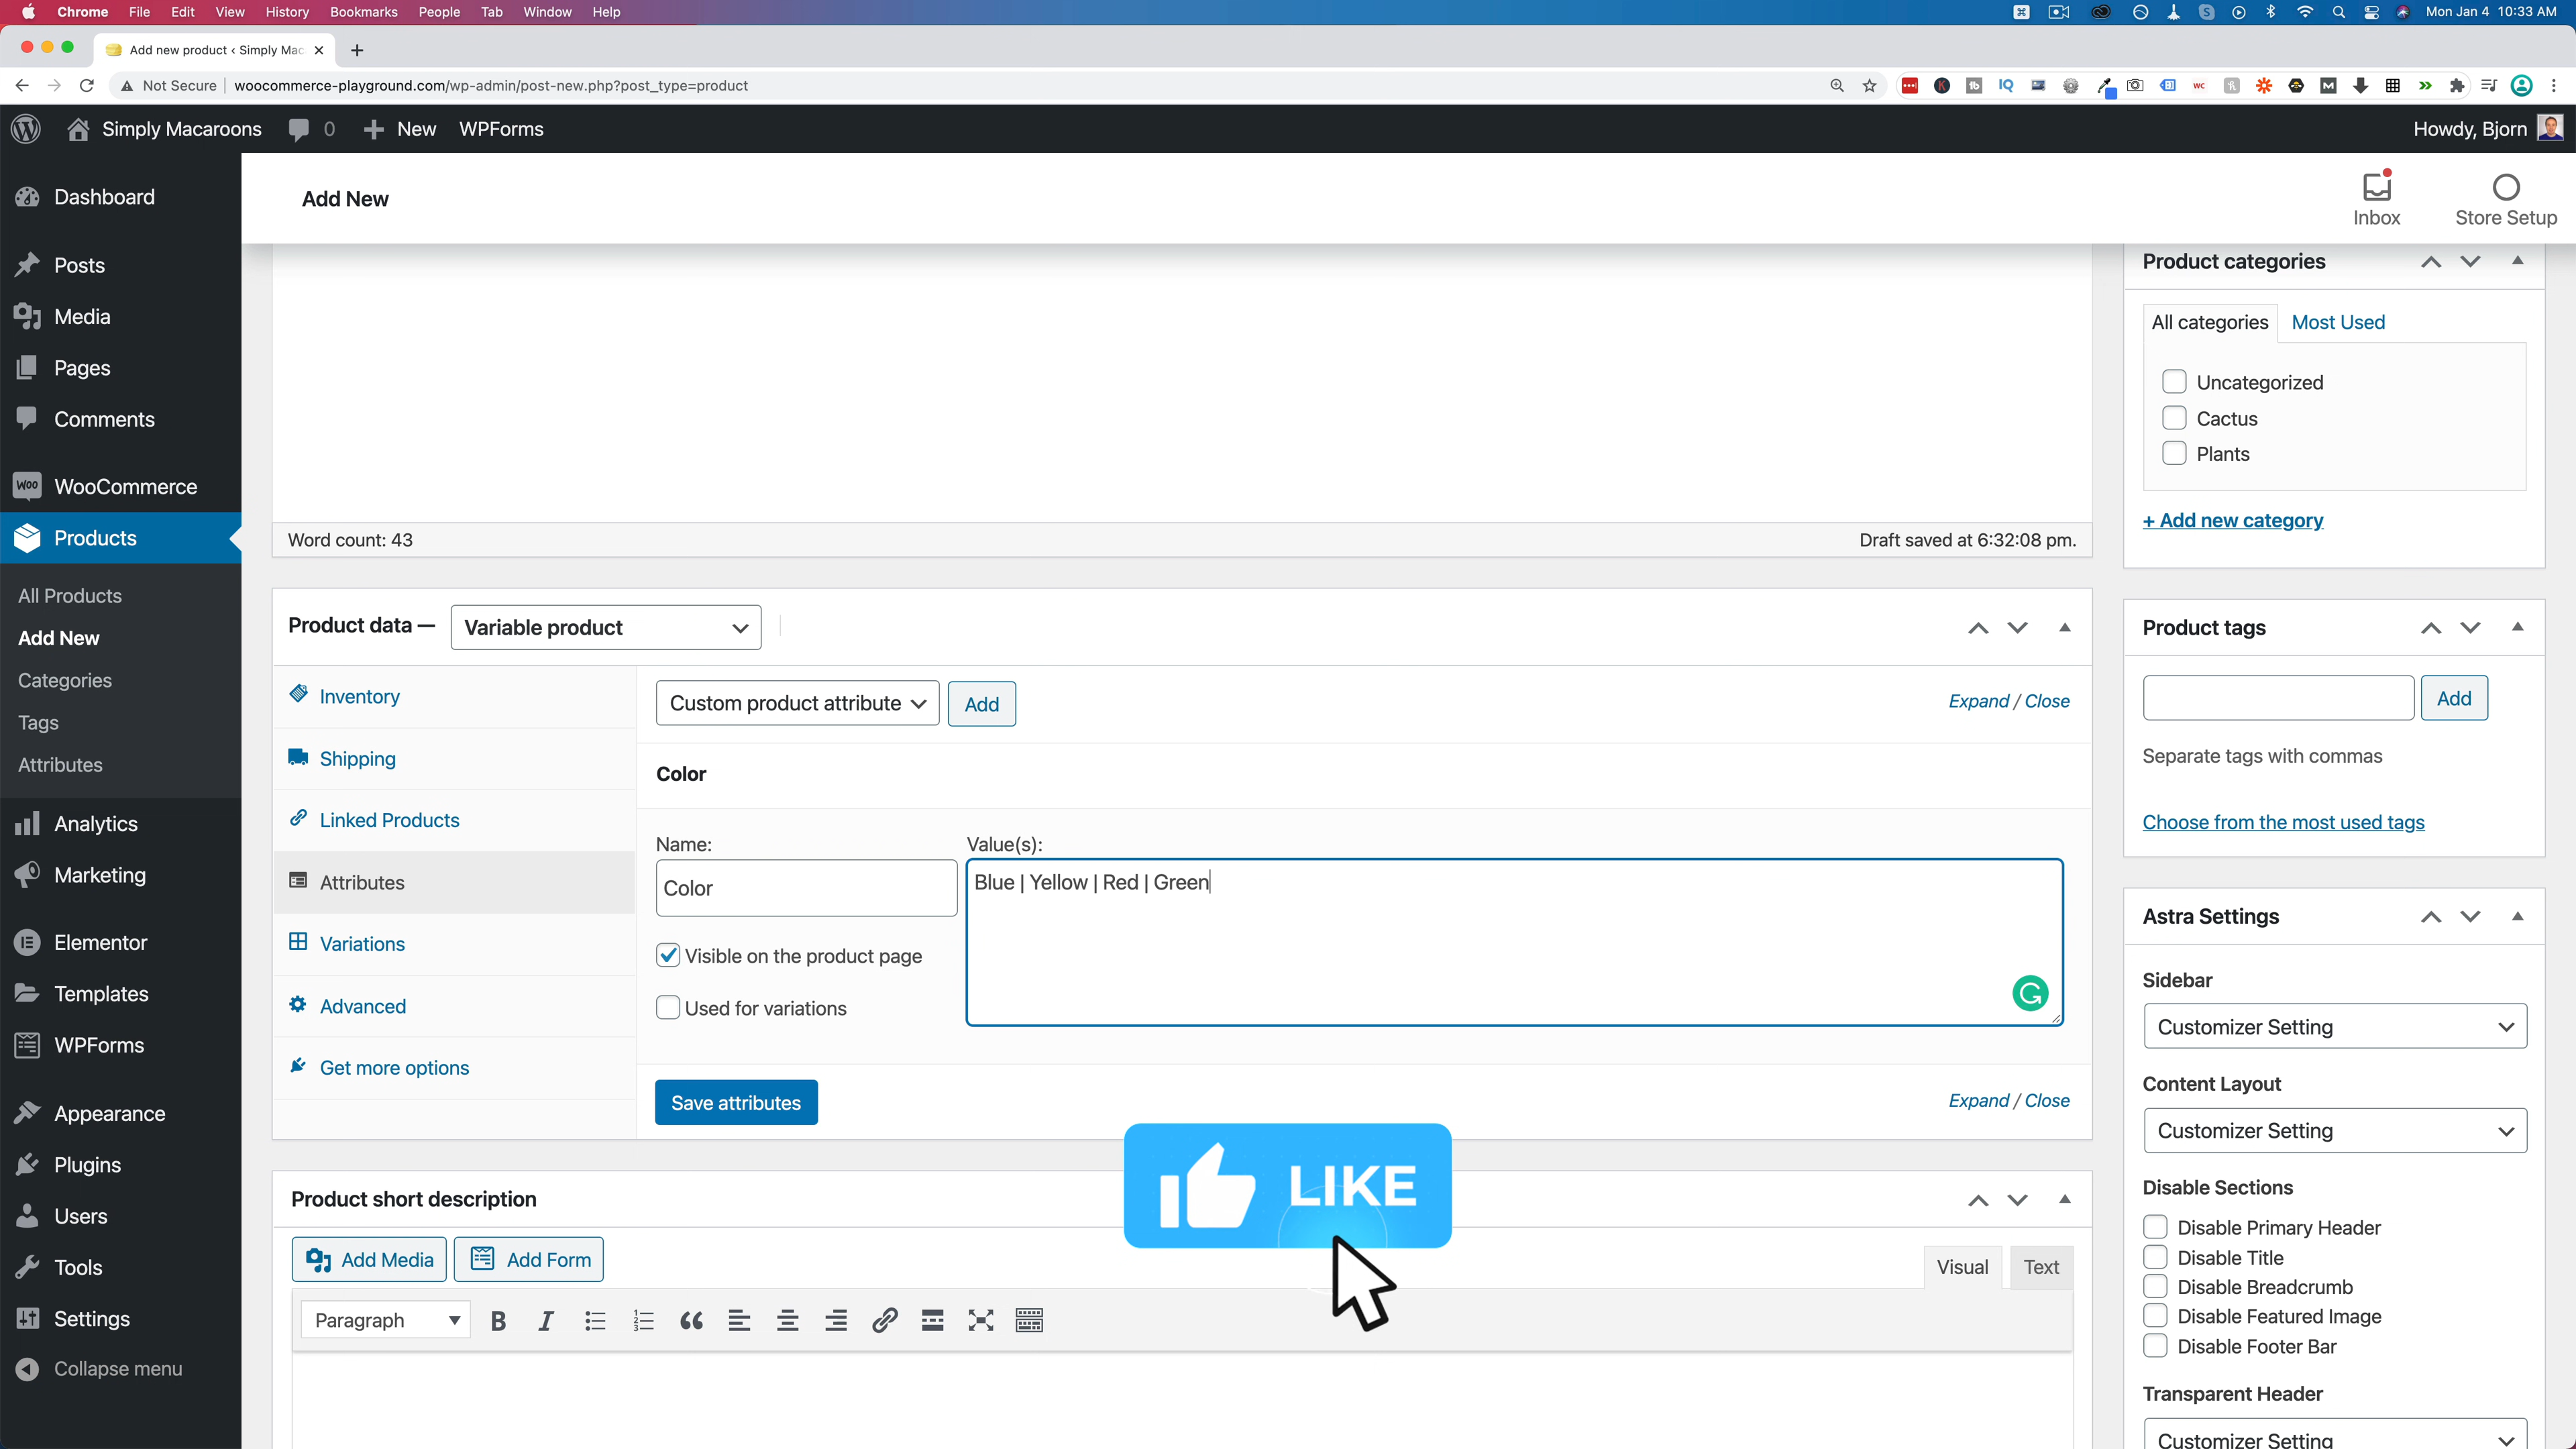 Chrome File Edit View History Bookmarks People Tab Window Help
Mon Jan 4 10:33 AM
Add new product ‹ Simply Mac
Not Secure woocommerce-playground.com/wp-admin/post-new.php?post_type=product
Simply Macaroons 0 New WPForms
Howdy, Bjorn
Dashboard
Posts
Media
Pages
Comments
WooCommerce
Products
All Products
Add New
Categories
Tags
Attributes
Analytics
Marketing
Elementor
Templates
WPForms
Appearance
Plugins
Users
Tools
Settings
Collapse menu
Add New
Inbox
Store Setup
Word count: 43
Draft saved at 6:32:08 pm.
Product data —
Variable product
Inventory
Shipping
Linked Products
Attributes
Variations
Advanced
Get more options
Custom product attribute
Add
Expand / Close
Color
Name:
Value(s):
Color
Blue | Yellow | Red | Green
Visible on the product page
Used for variations
Save attributes
Expand / Close
LIKE
Product short description
Add Media
Add Form
Visual
Text
Paragraph
Product categories
All categories
Most Used
Uncategorized
Cactus
Plants
+ Add new category
Product tags
Add
Separate tags with commas
Choose from the most used tags
Astra Settings
Sidebar
Customizer Setting
Content Layout
Customizer Setting
Disable Sections
Disable Primary Header
Disable Title
Disable Breadcrumb
Disable Featured Image
Disable Footer Bar
Transparent Header
Customizer Setting